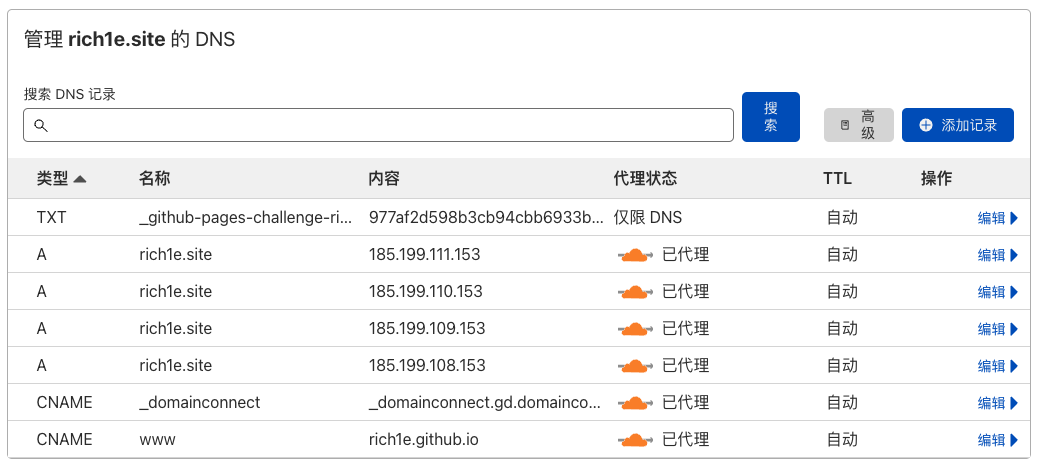 管理 rich1e.site 的 DNS
搜索 DNS 记录
搜索
高级
添加记录
类型 名称 内容 代理状态 TTL 操作
TXT _github-pages-challenge-ri... 977af2d598b3cb94cbb6933b... 仅限 DNS 自动 编辑
A rich1e.site 185.199.111.153 已代理 自动 编辑
A rich1e.site 185.199.110.153 已代理 自动 编辑
A rich1e.site 185.199.109.153 已代理 自动 编辑
A rich1e.site 185.199.108.153 已代理 自动 编辑
CNAME _domainconnect _domainconnect.gd.domainco... 已代理 自动 编辑
CNAME www rich1e.github.io 已代理 自动 编辑